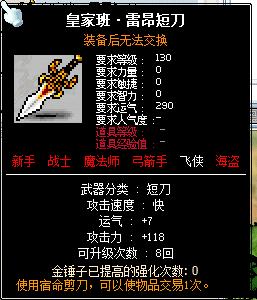 皇家班·雷昂短刀
装备后无法交换
要求等级： 130
要求力量： 0
要求敏捷： 0
要求智力： 0
要求运气： 290
要求人气度： -
道具等级： -
道具经验值： -
新手 战士 魔法师 弓箭手 飞侠 海盗
武器分类 ： 短刀
攻击速度 ： 快
运气 ： +7
攻击力 ： +118
可升级次数 ： 8回
金锤子已提高的强化次数: 0
使用宿命剪刀，可以使物品交易1次。